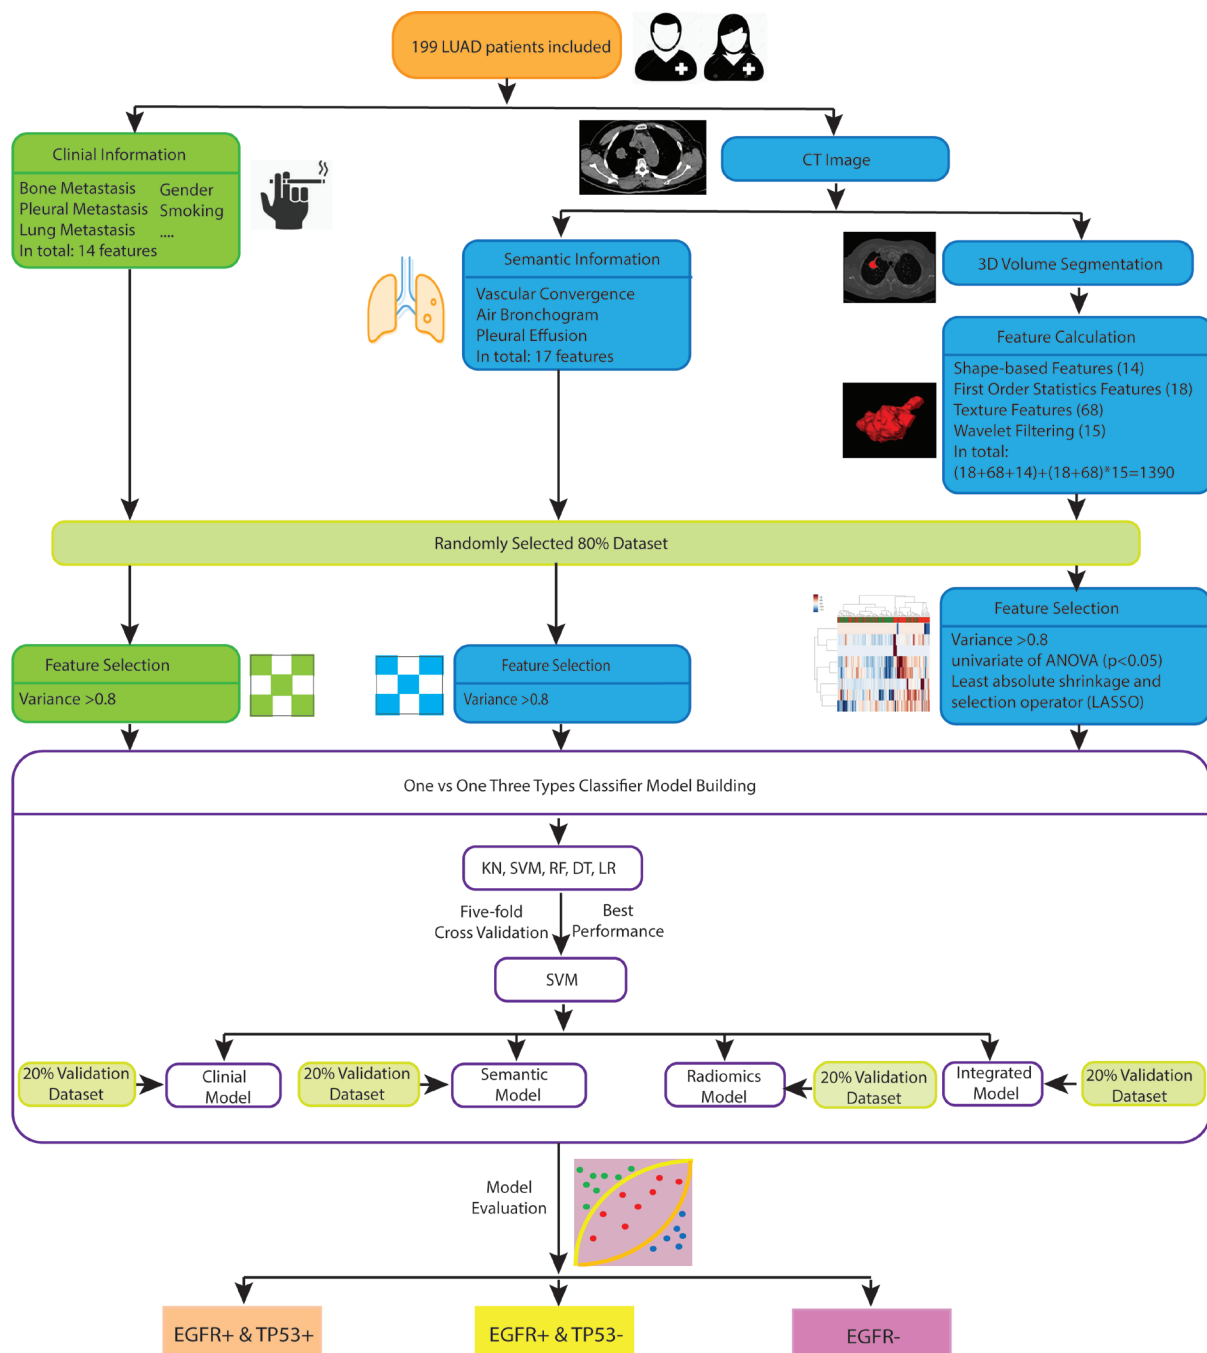 199 LUAD patients included
Clinial Information
Bone Metastasis
Gender
Pleural Metastasis
Smoking
Lung Metastasis
....
In total: 14 features
CT Image
Semantic Information
Vascular Convergence
Air Bronchogram
Pleural Effusion
In total: 17 features
3D Volume Segmentation
Feature Calculation
Shape-based Features (14)
First Order Statistics Features (18)
Texture Features (68)
Wavelet Filtering (15)
In total:
(18+68+14)+(18+68)*15=1390
Randomly Selected 80% Dataset
Feature Selection
Variance >0.8
Feature Selection
Variance >0.8
Feature Selection
Variance >0.8
univariate of ANOVA (p<0.05)
Least absolute shrinkage and
selection operator (LASSO)
One vs One Three Types Classifier Model Building
KN, SVM, RF, DT, LR
Five-fold
Cross Validation
Best
Performance
SVM
20% Validation
Dataset
Clinial
Model
20% Validation
Dataset
Semantic
Model
Radiomics
Model
20% Validation
Dataset
Integrated
Model
20% Validation
Dataset
Model
Evaluation
EGFR+ & TP53+
EGFR+ & TP53-
EGFR-